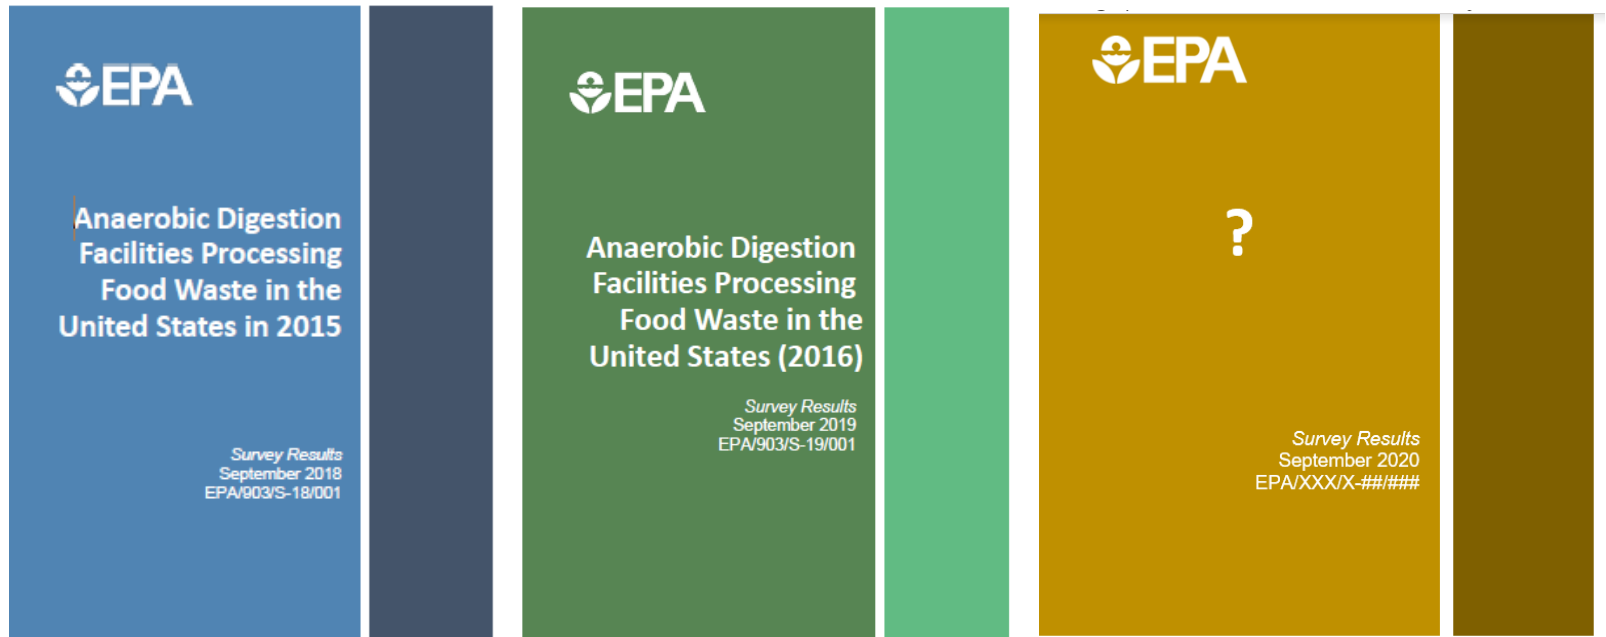 EPA
Anaerobic Digestion
Facilities Processing
Food Waste in the
United States in 2015
Survey Results
September 2018
EPA/903/S-18/001
EPA
Anaerobic Digestion
Facilities Processing
Food Waste in the
United States (2016)
Survey Results
September 2019
EPA/903/S-19/001
EPA
?
Survey Results
September 2020
EPA/XXX/X-##/###